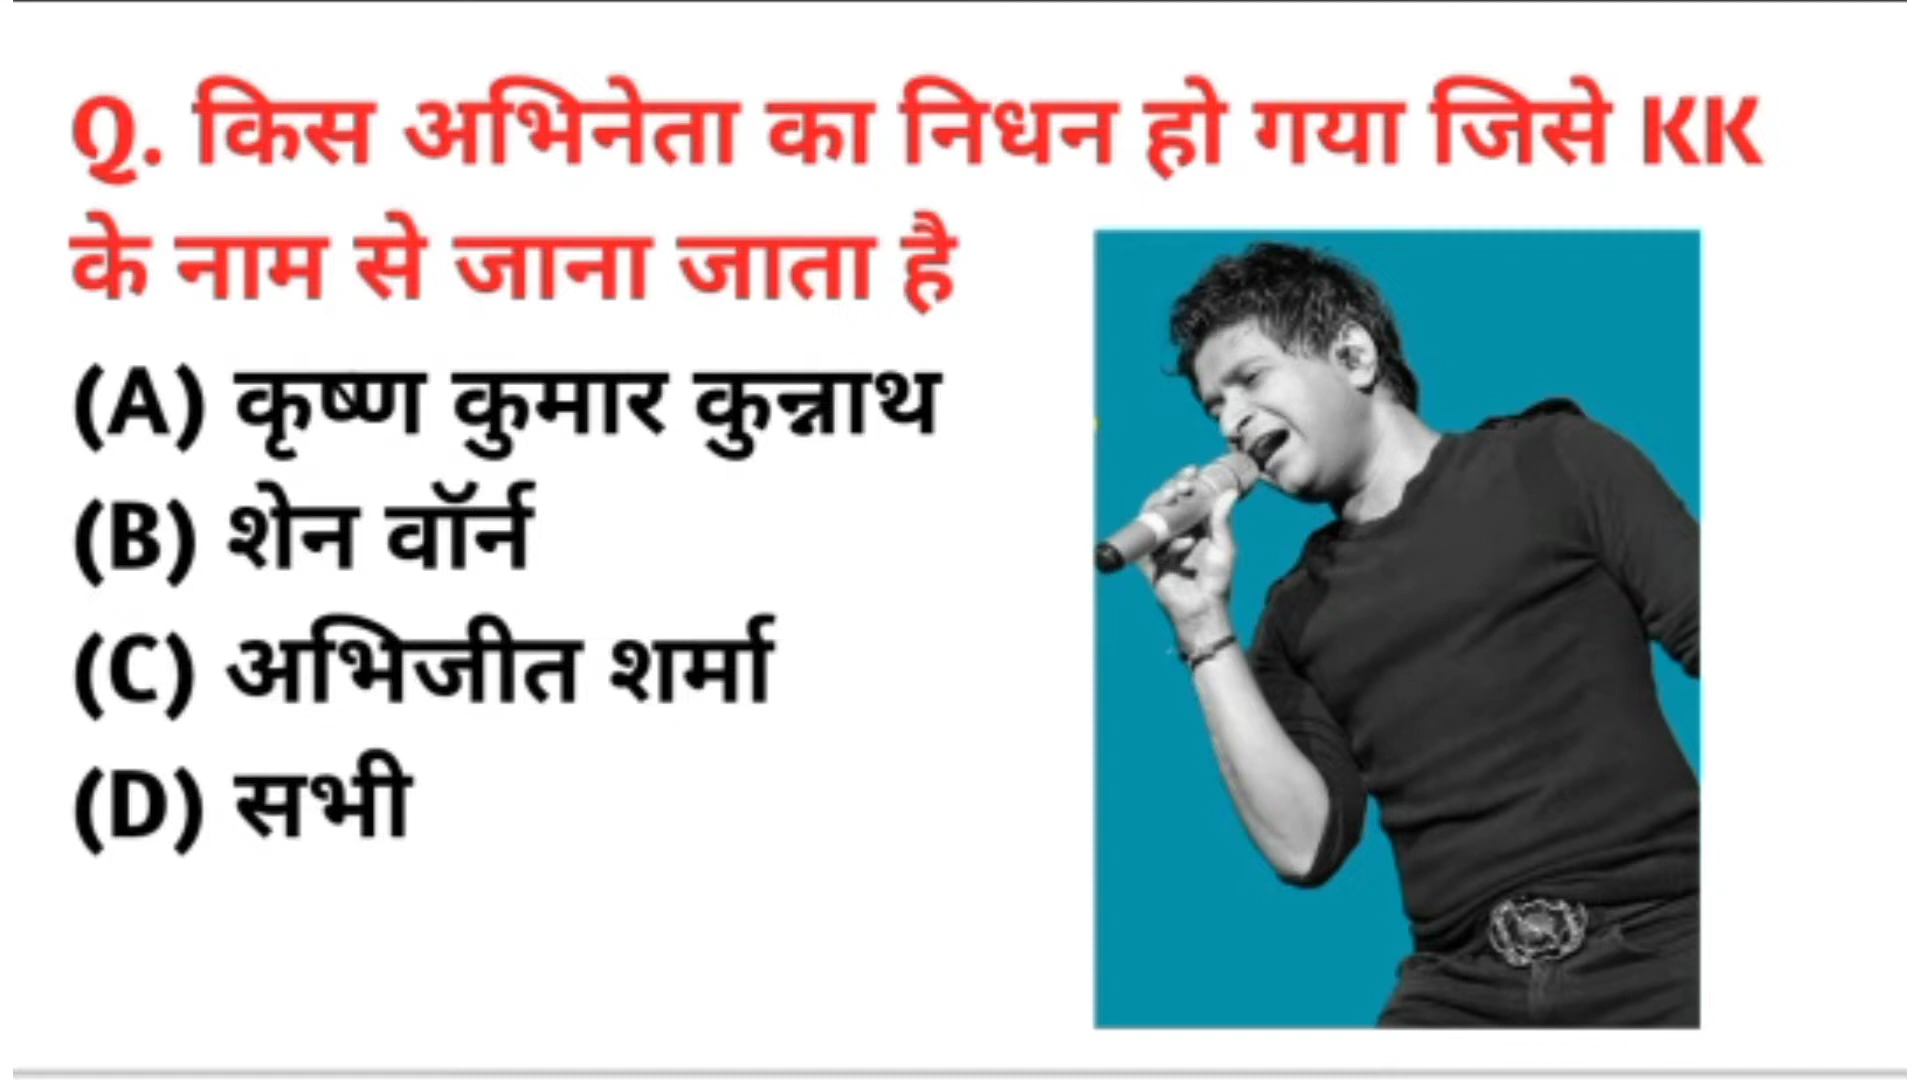 Q. किस अभिनेता का निधन हो गया जिसे KK
के नाम से जाना जाता है
(A) कृष्ण कुमार कुन्नाथ
(B) शेन वॉर्न
(C) अभिजीत शर्मा
(D) सभी